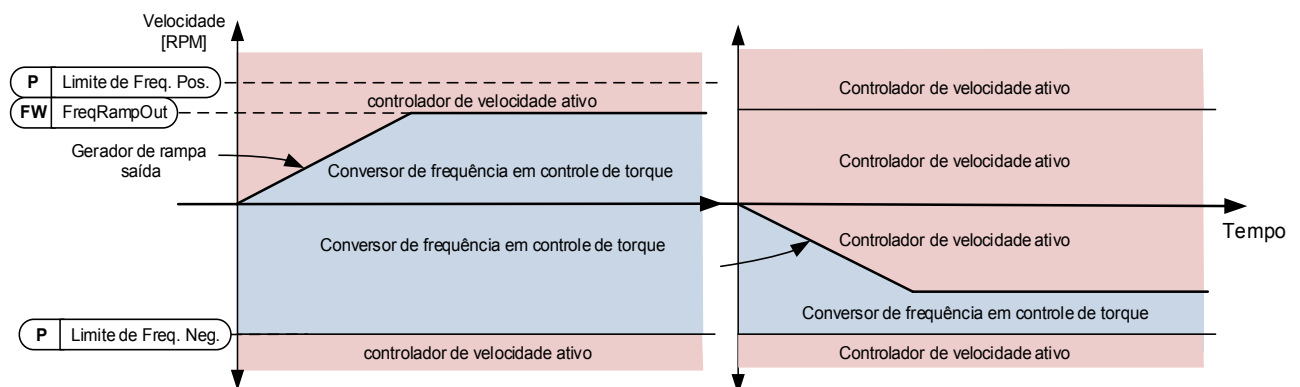 Velocidade
[RPM]
P Limite de Freq. Pos.
FW FreqRampOut
Gerador de rampa
saída
P Limite de Freq. Neg.
controlador de velocidade ativo
Conversor de frequência em controle de torque
Conversor de frequência em controle de torque
controlador de velocidade ativo
Controlador de velocidade ativo
Controlador de velocidade ativo
Controlador de velocidade ativo
Conversor de frequência em controle de torque
Controlador de velocidade ativo
Tempo